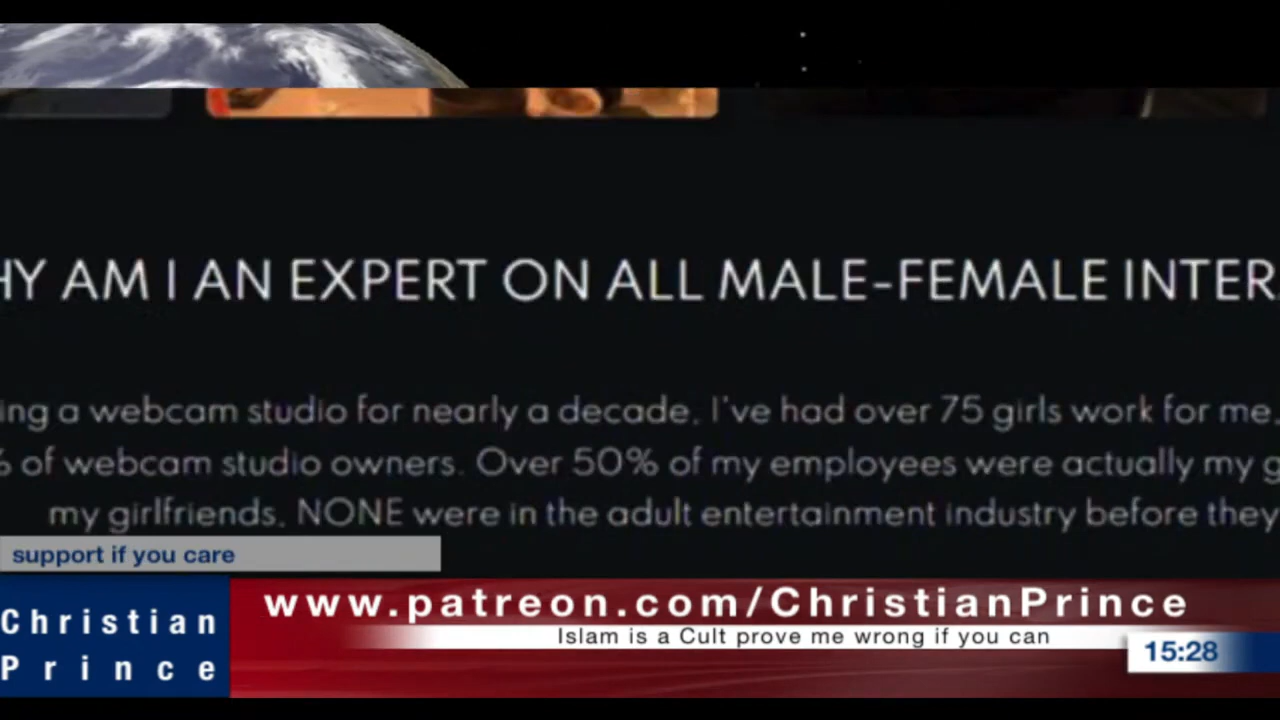 HY AM I AN EXPERT ON ALL MALE-FEMALE INTER
ing a webcam studio for nearly a decade. I've had over 75 girls work for me.
% of webcam studio owners. Over 50% of my employees were actually my g
my girlfriends. NONE were in the adult entertainment industry before they
support if you care
Christian
Prince
www.patreon.com/ChristianPrince
Islam is a Cult prove me wrong if you can
15:28